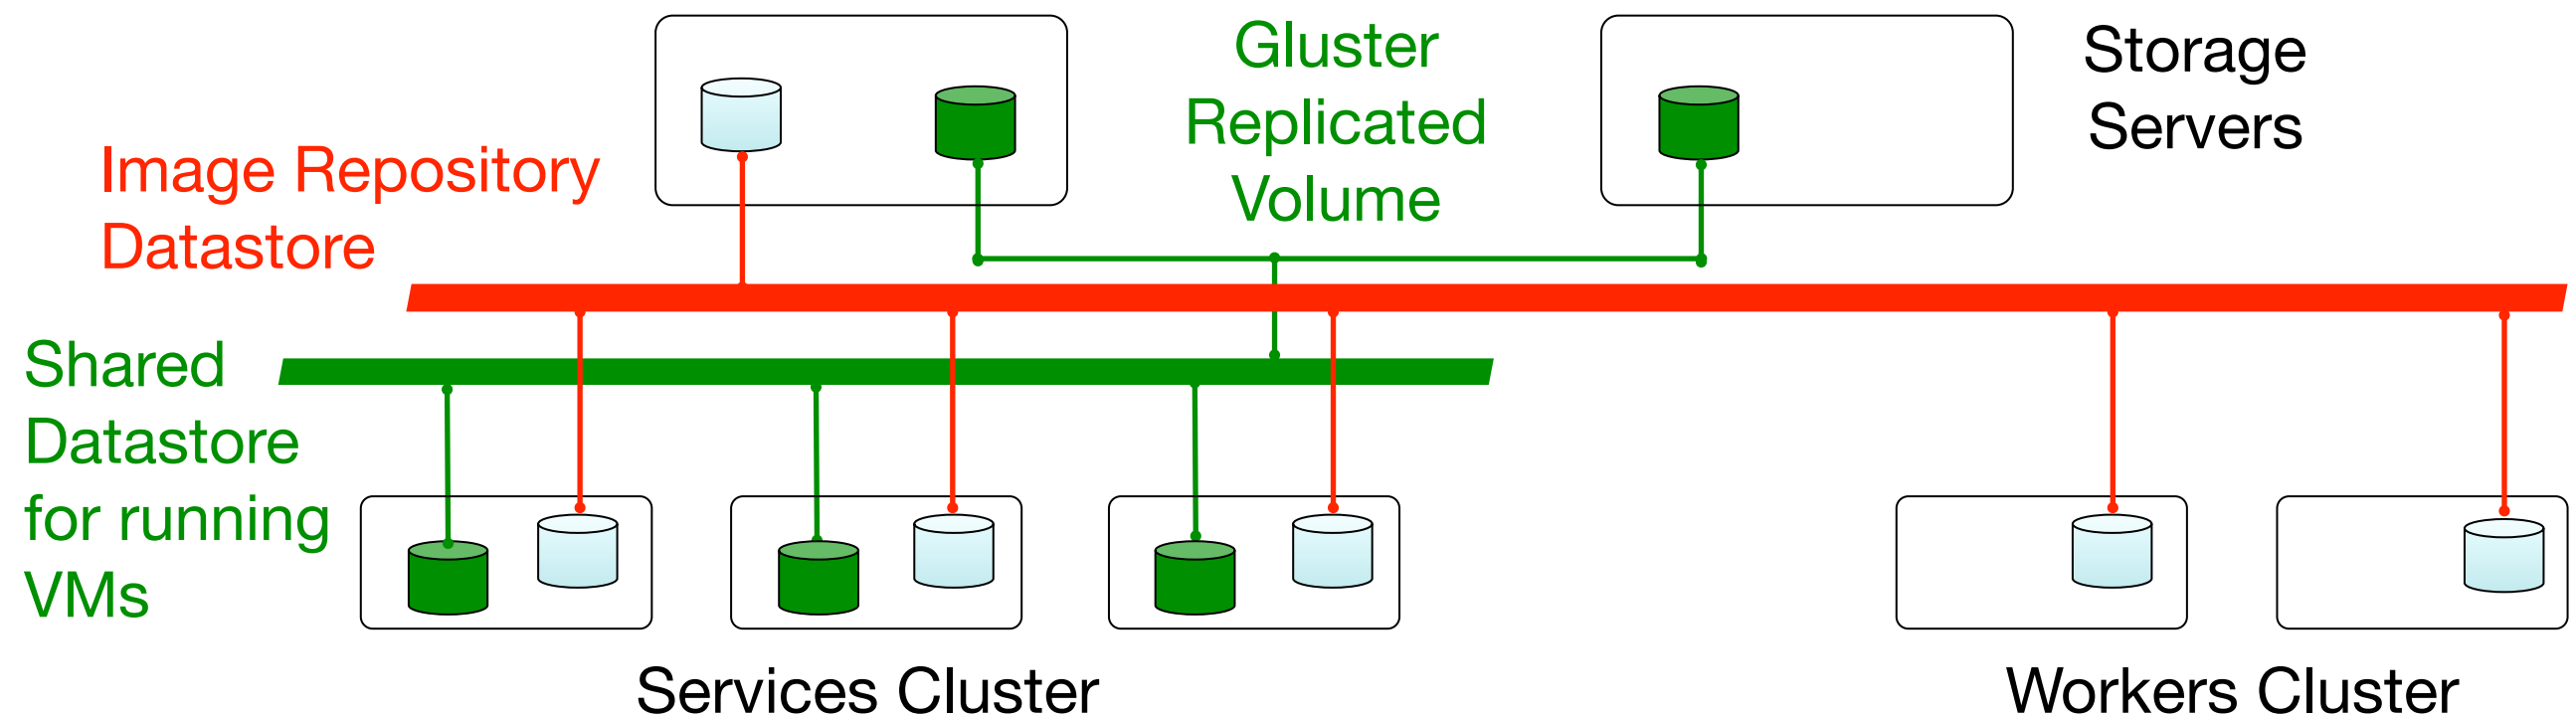 Gluster
Replicated
Volume
Storage
Servers
Image Repository
Datastore
Shared
Datastore
for running
VMs
Services Cluster
Workers Cluster